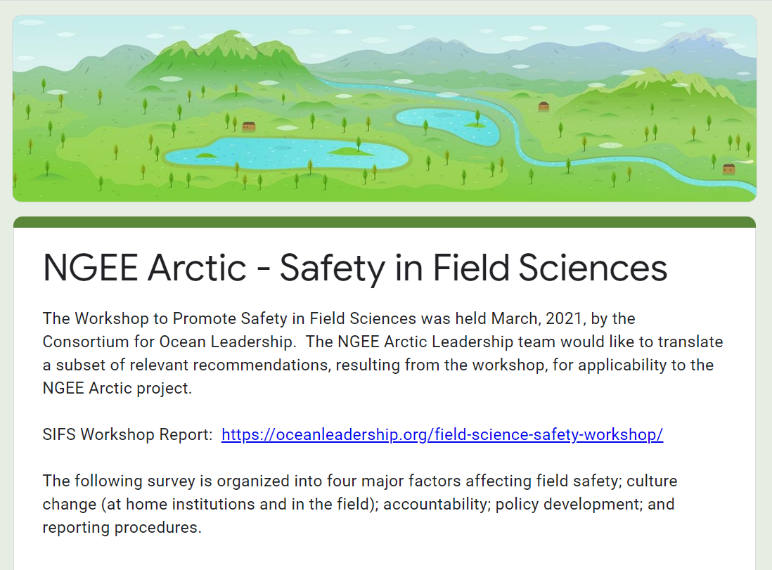 NGEE Arctic - Safety in Field Sciences
The Workshop to Promote Safety in Field Sciences was held March, 2021, by the
Consortium for Ocean Leadership.  The NGEE Arctic Leadership team would like to translate
a subset of relevant recommendations, resulting from the workshop, for applicability to the
NGEE Arctic project.
SIFS Workshop Report:  https://oceanleadership.org/field-science-safety-workshop/
The following survey is organized into four major factors affecting field safety; culture
change (at home institutions and in the field); accountability; policy development; and
reporting procedures.